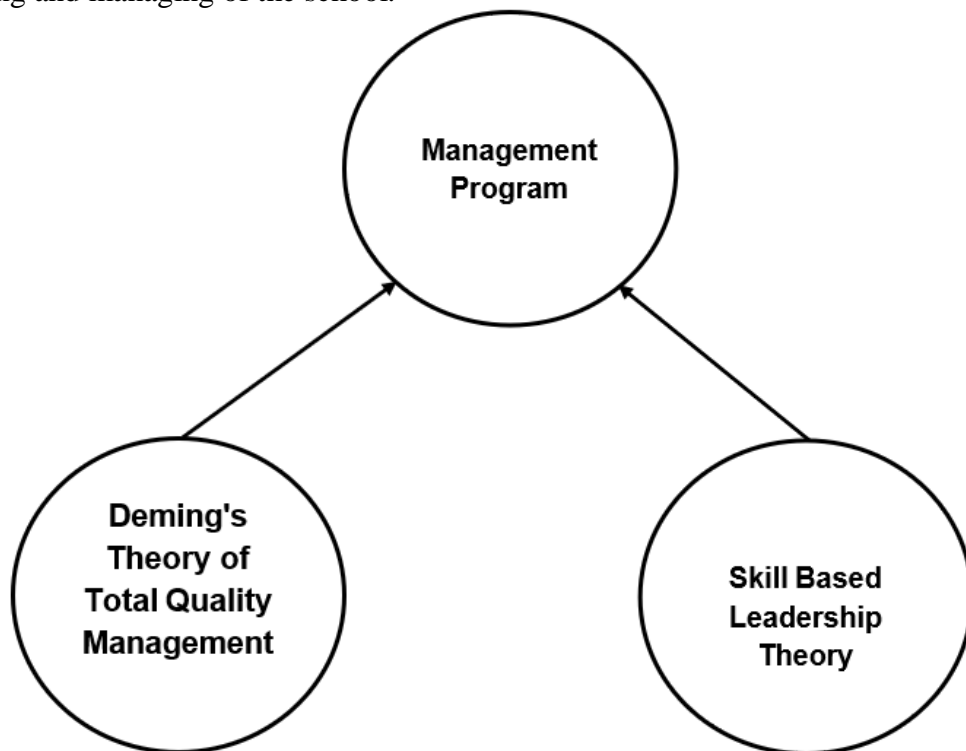 and managing of the school.
Management
Program
Deming's
Theory of
Total Quality
Management
Skill Based
Leadership
Theory